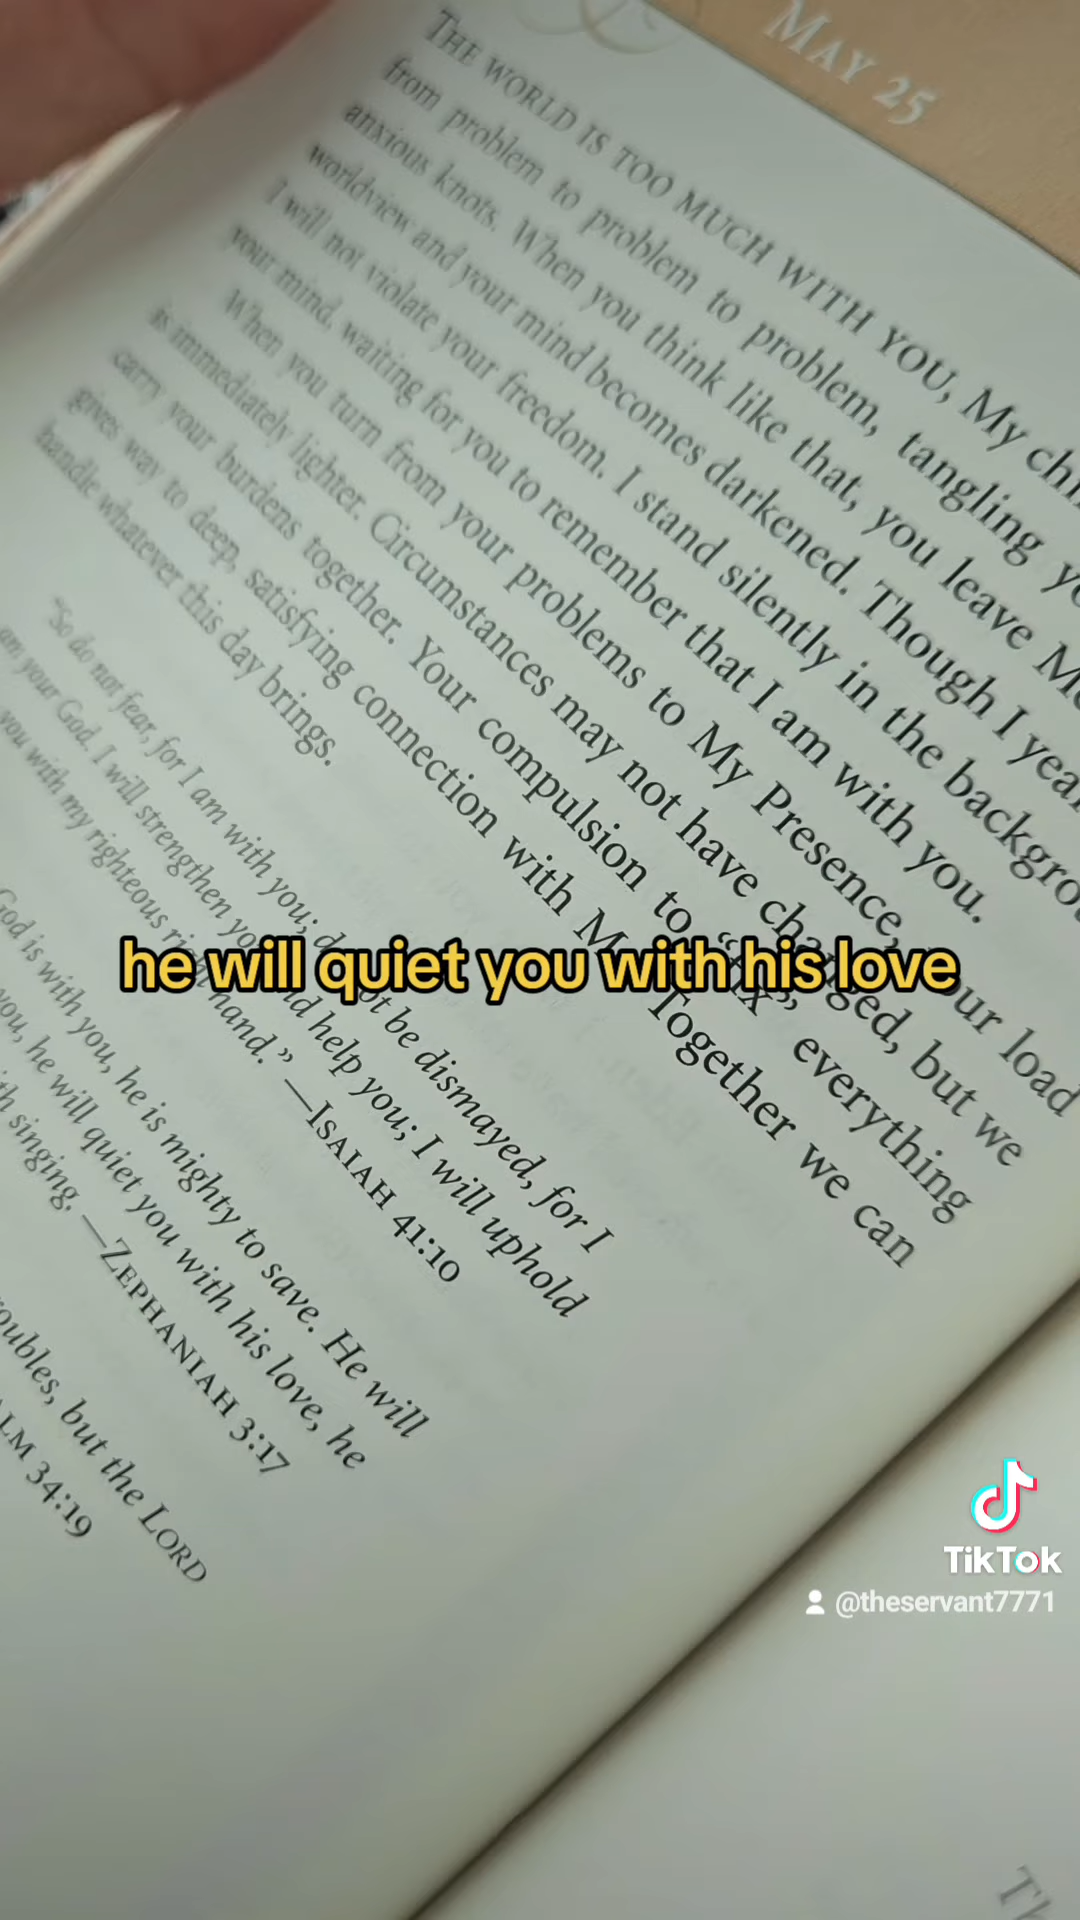 MAY 25
THE WORLD IS TOO MUCH WITH YOU, My
from problem to problem to problem, tangling
anxious knots. When you think like that, you leave
worldview and your mind becomes darkened. Though I
I will not violate your freedom. I stand silently in the
your mind, waiting for you to remember that I am with you.
When you turn from your problems to My Presence, your load
is immediately lighter. Circumstances may not have changed, but we
carry your burdens together. Your compulsion to “fix” everything
gives way to deep, satisfying connection with Together we can
handle whatever this day brings.
“So do not fear, for I am with you; do not be dismayed, for I
am your God. I will strengthen you and help you; I will uphold
you with my righteous right hand.” —ISAIAH 41:10
God is with you, he is mighty to save. He will
you, he will quiet you with his love, he
with singing. —ZEPHANIAH 3:17
but the LORD
34:19
he will quiet you with his love
TikTok
@theservant7771